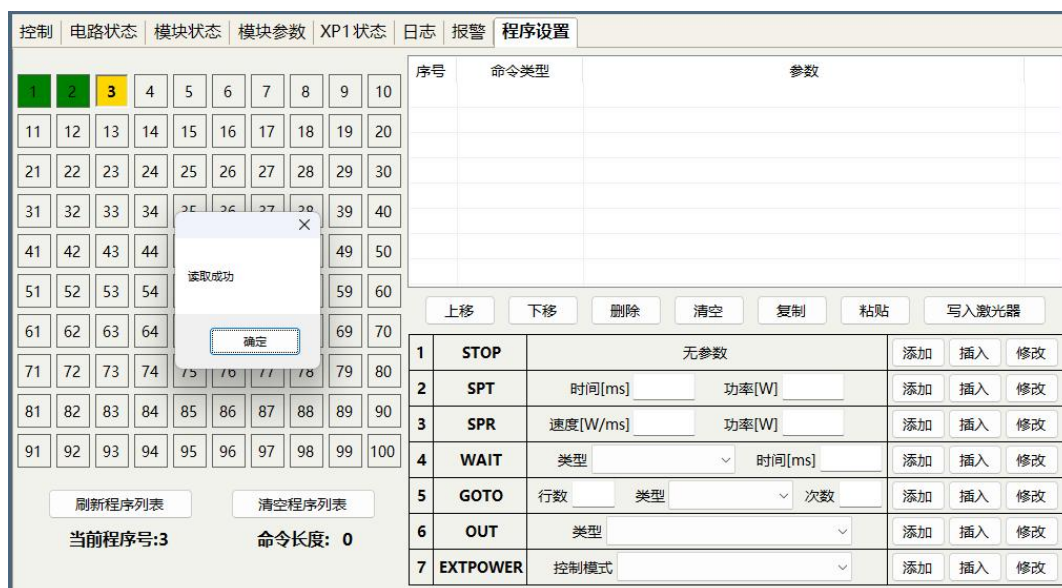 控制 电路状态 模块状态 模块参数 XP1状态 日志 报警 程序设置
序号 命令类型 参数
1 2 3 4 5 6 7 8 9 10
11 12 13 14 15 16 17 18 19 20
21 22 23 24 25 26 27 28 29 30
31 32 33 34 35 26 27 28 39 40
41 42 43 44 49 50
读取成功
51 52 53 54 59 60
确定
61 62 63 64 69 70
71 72 73 74 75 76 77 78 79 80
81 82 83 84 85 86 87 88 89 90
91 92 93 94 95 96 97 98 99 100
刷新程序列表 清空程序列表
当前程序号:3 命令长度: 0
上移 下移 删除 清空 复制 粘贴 写入激光器
1 STOP 无参数 添加 插入 修改
2 SPT 时间[ms] 功率[W] 添加 插入 修改
3 SPR 速度[W/ms] 功率[W] 添加 插入 修改
4 WAIT 类型 时间[ms] 添加 插入 修改
5 GOTO 行数 类型 次数 添加 插入 修改
6 OUT 类型 添加 插入 修改
7 EXTPOWER 控制模式 添加 插入 修改